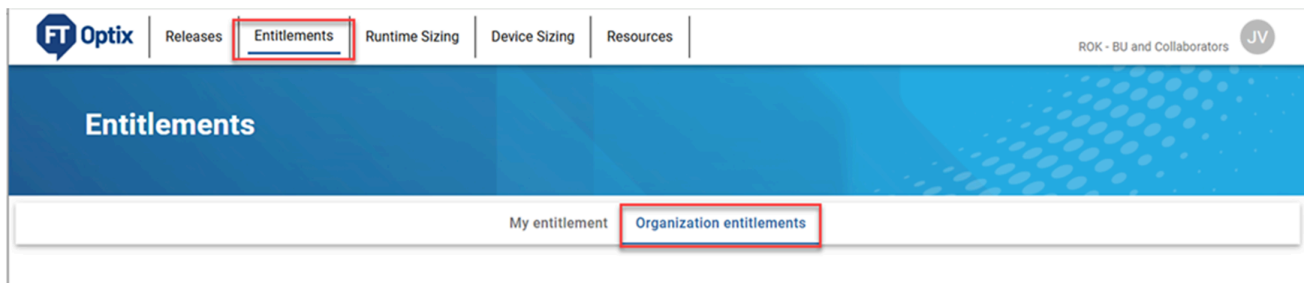 FT Optix Releases Entitlements Runtime Sizing Device Sizing Resources ROK - BU and Collaborators JV
Entitlements
My entitlement Organization entitlements